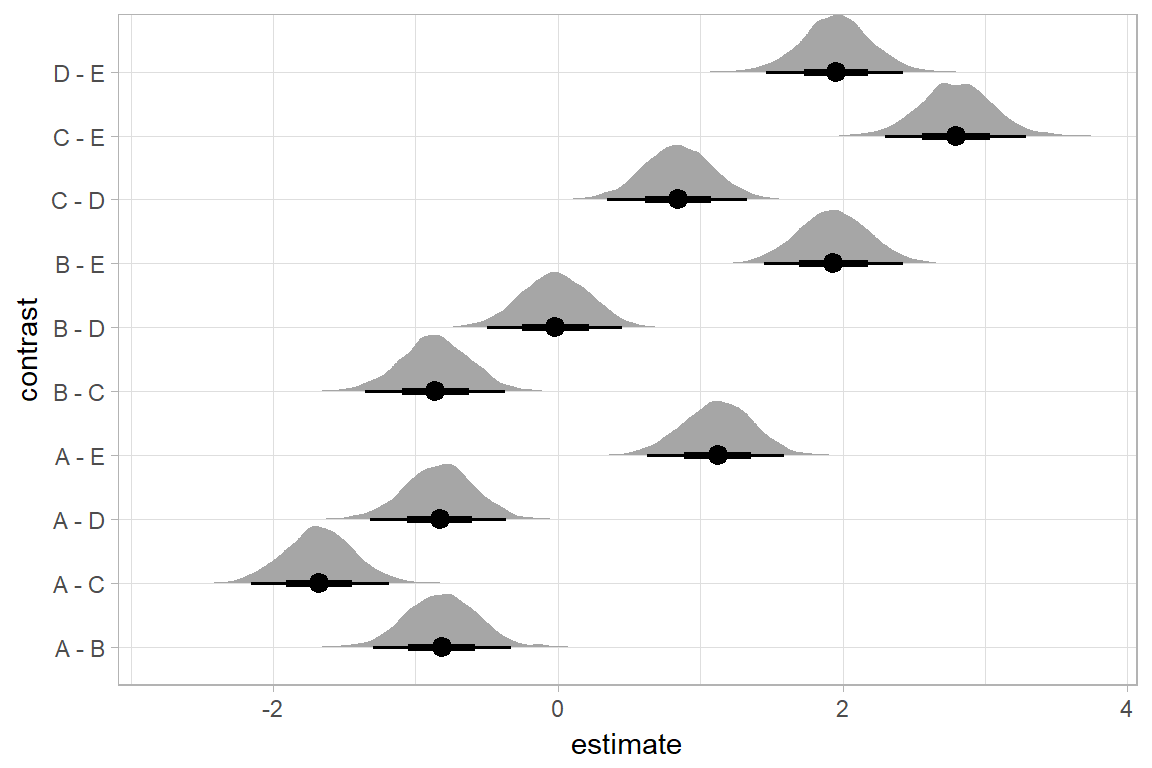 D - E
C - E
C - D
B - E
B - D
B - C
A - E
A - D
A - C
A - B
contrast
-2 0 2 4
estimate